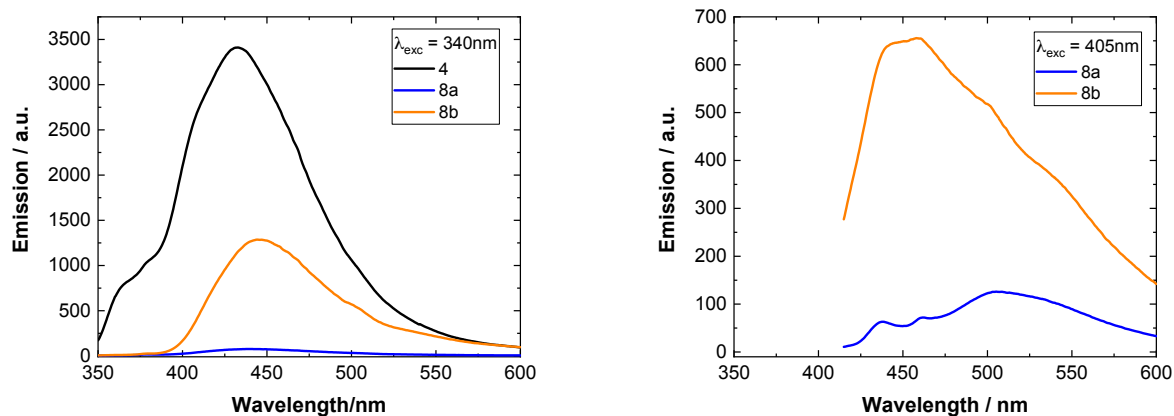 3500
3000
2500
2000
1500
1000
500
0
Emission / a.u.
λexc = 340nm
4
8a
8b
350 400 450 500 550 600
Wavelength/nm
700
600
500
400
300
200
100
0
Emission / a.u.
λexc = 405nm
8a
8b
350 400 450 500 550 600
Wavelength / nm